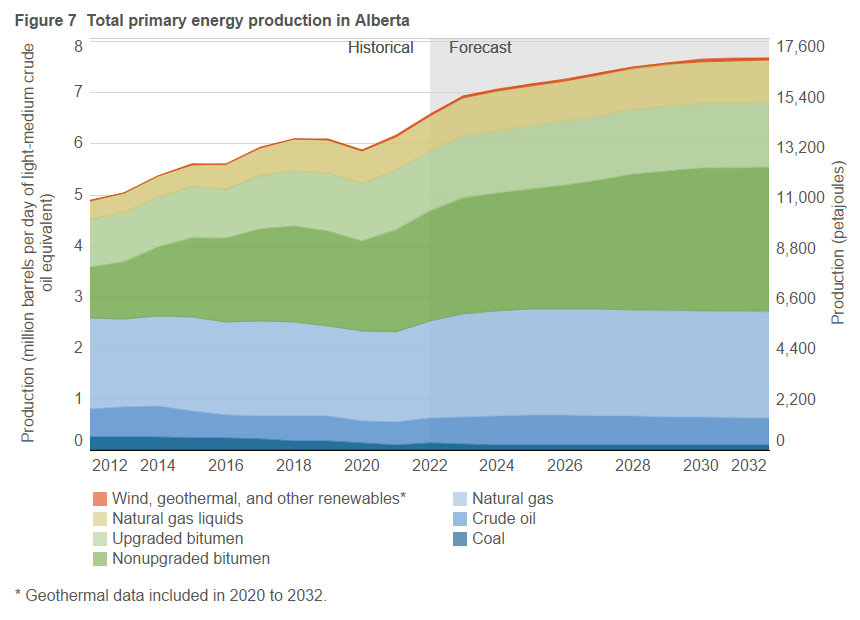 Figure 7 Total primary energy production in Alberta
Production (million barrels per day of light-medium crude
oil equivalent)
8
7
6
5
4
3
2
1
0
Historical
Forecast
17,600
15,400
13,200
11,000
8,800
6,600
4,400
2,200
0
Production (petajoules)
2012 2014 2016 2018 2020 2022 2024 2026 2028 2030 2032
Wind, geothermal, and other renewables*
Natural gas liquids
Upgraded bitumen
Nonupgraded bitumen
Natural gas
Crude oil
Coal
* Geothermal data included in 2020 to 2032.